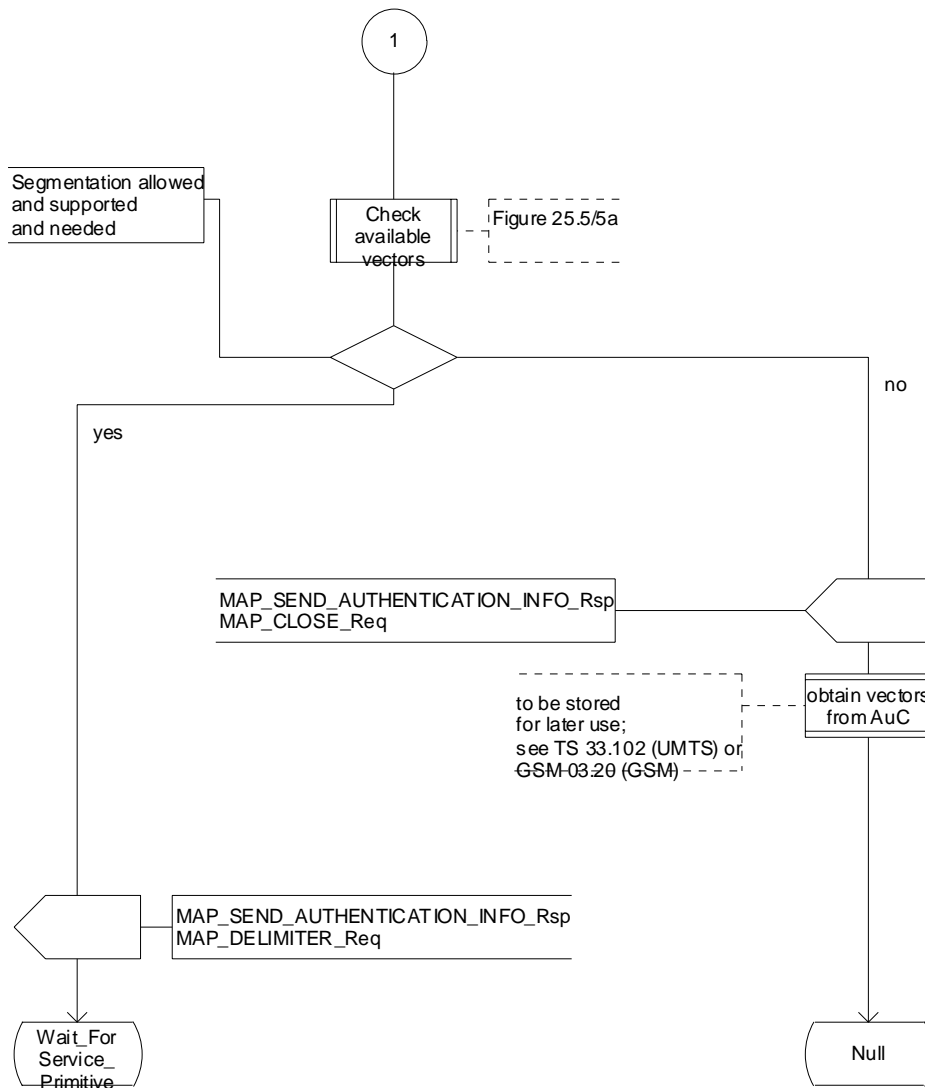 1
Segmentation allowed
and supported
and needed
Check
available
vectors
Figure 25.5/5a
no
yes
MAP_SEND_AUTHENTICATION_INFO_Rsp
MAP_CLOSE_Req
to be stored
for later use;
see TS 33.102 (UMTS) or
GSM 03.20 (GSM)
obtain vectors
from AuC
MAP_SEND_AUTHENTICATION_INFO_Rsp
MAP_DELIMITER_Req
Wait_For
Service_
Primitive
Null